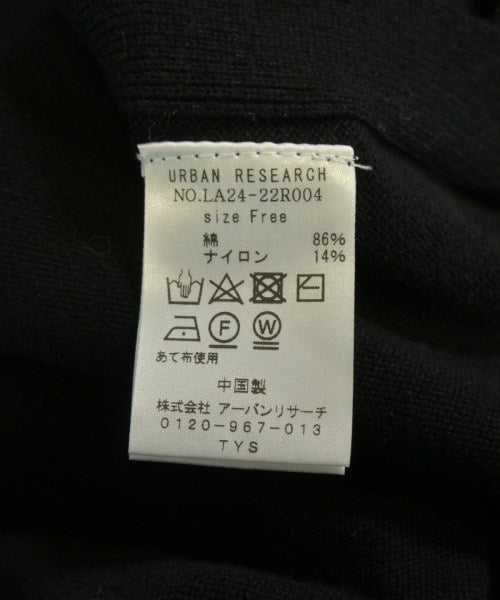 URBAN RESEARCH
NO.LA24-22R004
size Free
綿 86%
ナイロン 14%
F W
あて布使用
中国製
株式会社 アーバンリサーチ
0120-967-013
TYS